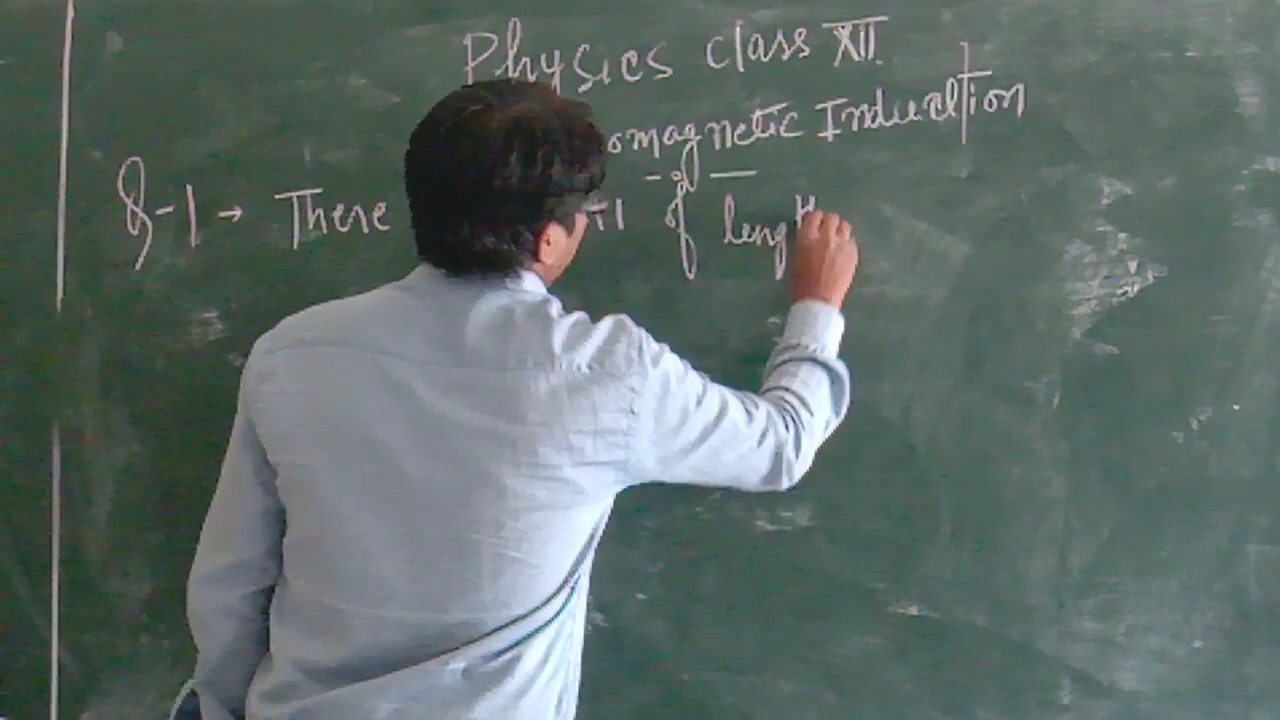 Physics class XII
omagnetic Induction
Q-1 → There of length